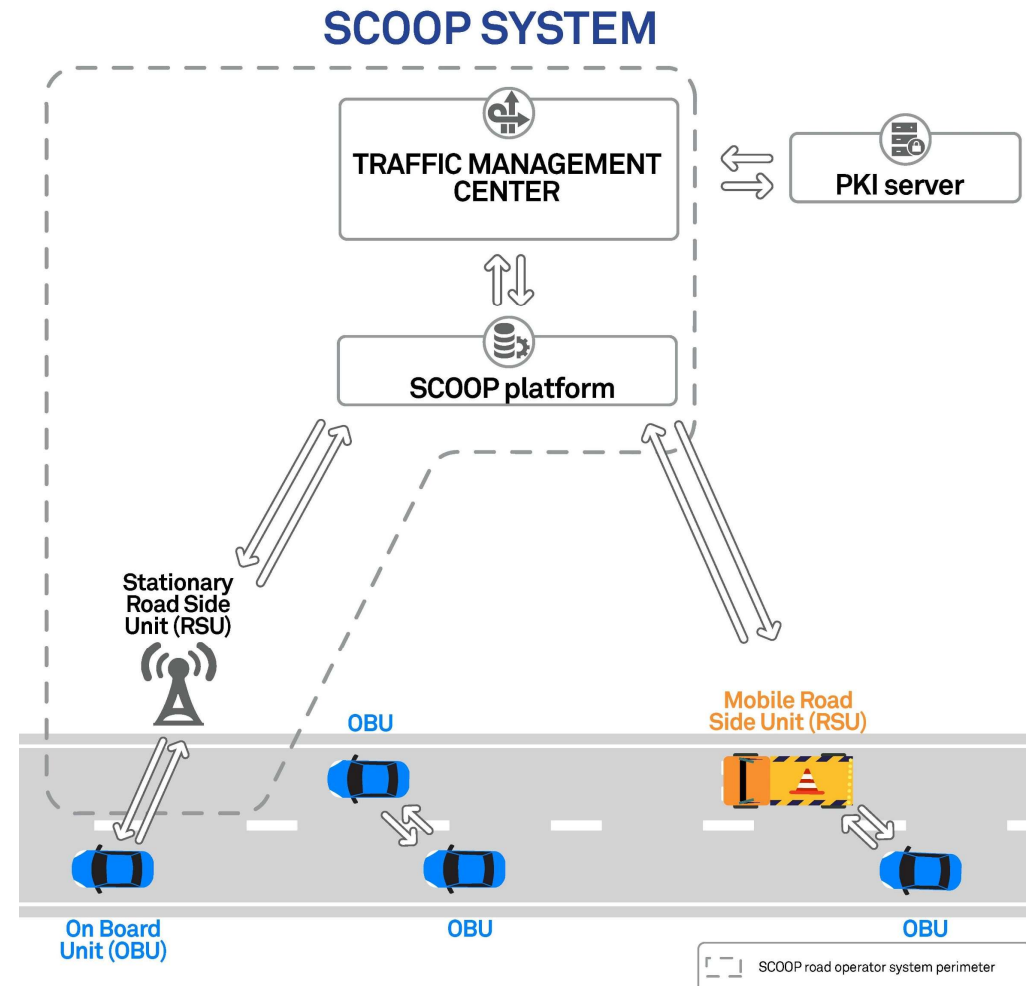 SCOOP SYSTEM
TRAFFIC MANAGEMENT
CENTER
PKI server
SCOOP platform
Stationary
Road Side
Unit (RSU)
Mobile Road
Side Unit (RSU)
OBU
On Board
Unit (OBU)
OBU
OBU
SCOOP road operator system perimeter